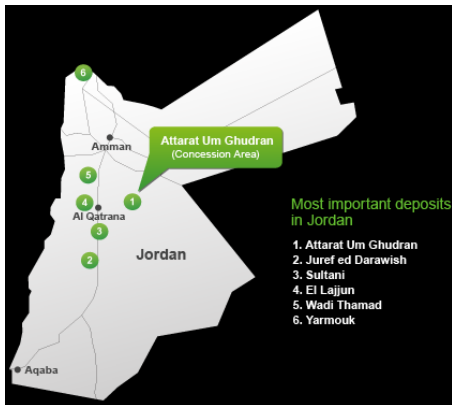 6
Amman
Attarat Um Ghudran
(Concession Area)
5
4
1
Al Qatrana
3
2
Jordan
Aqaba
Most important deposits
in Jordan
1. Attarat Um Ghudran
2. Juref ed Darawish
3. Sultani
4. El Lajjun
5. Wadi Thamad
6. Yarmouk